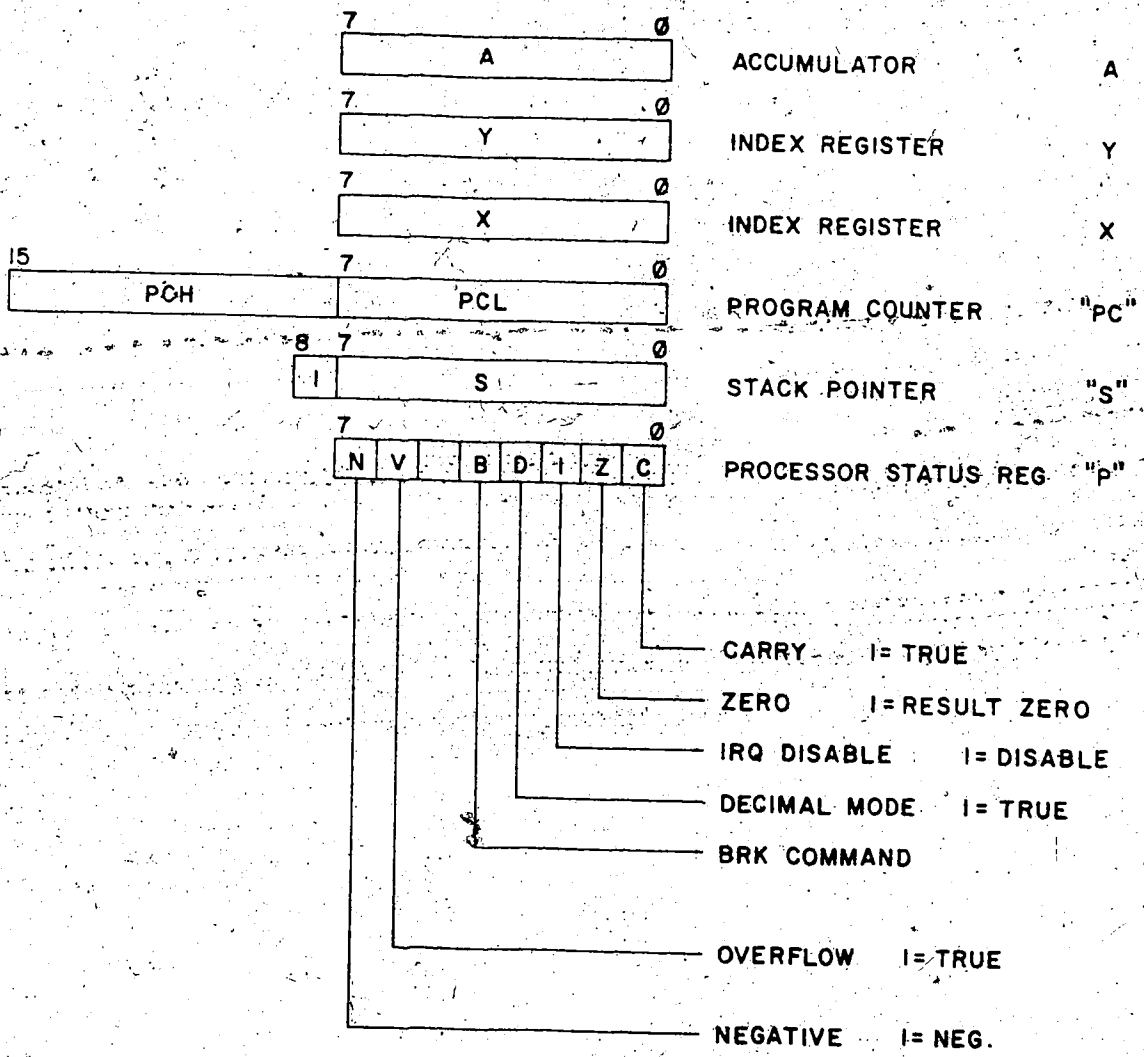 7 Ø
A ACCUMULATOR A
7 Ø
Y INDEX REGISTER Y
7 Ø
X INDEX REGISTER X
15 7 Ø
PCH PCL PROGRAM COUNTER "PC"
8 7 Ø
1 S STACK POINTER "S"
7 Ø
N V B D I Z C PROCESSOR STATUS REG "P"
CARRY 1= TRUE
ZERO 1= RESULT ZERO
IRQ DISABLE 1= DISABLE
DECIMAL MODE 1= TRUE
BRK COMMAND
OVERFLOW 1= TRUE
NEGATIVE 1= NEG.